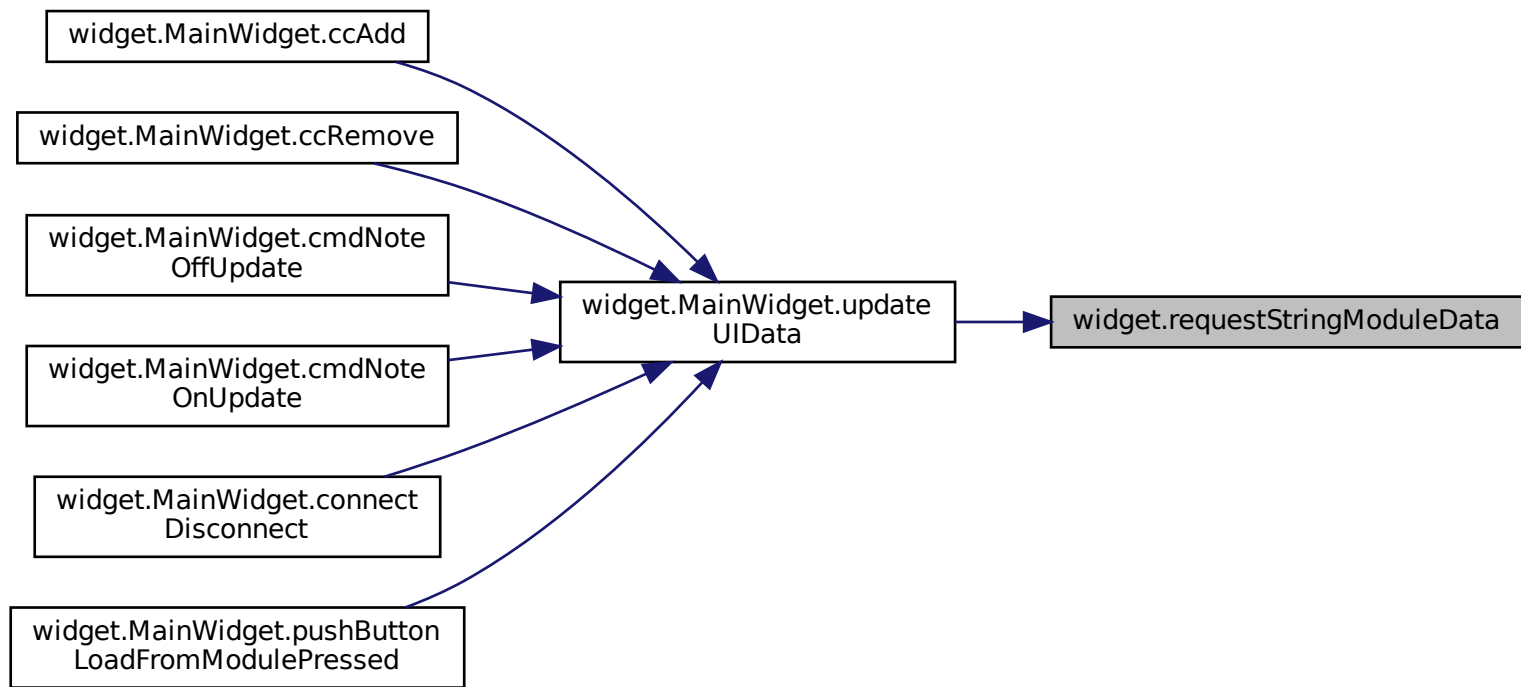 widget.MainWidget.ccAdd
widget.MainWidget.ccRemove
widget.MainWidget.cmdNote
OffUpdate
widget.MainWidget.cmdNote
OnUpdate
widget.MainWidget.connect
Disconnect
widget.MainWidget.pushButton
LoadFromModulePressed
widget.MainWidget.update
UIData
widget.requestStringModuleData